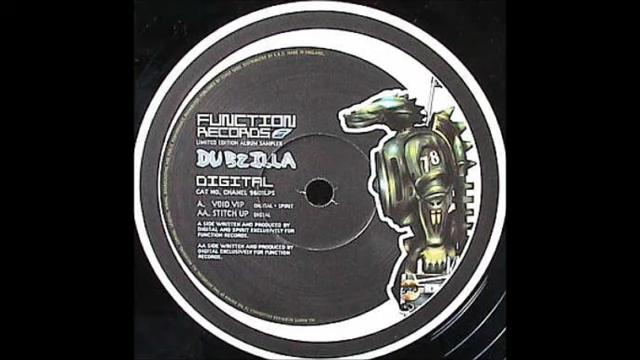 FUNCTION
RECORDS
LIMITED EDITION ALBUM SAMPLER
DUBZILLA
DIGITAL
CAT NO. CHANEL 9601LPS
A. VOID VIP DIGITAL + SPIRIT
AA. STITCH UP DIGITAL
A SIDE WRITTEN AND PRODUCED BY
DIGITAL AND SPIRIT EXCLUSIVELY FOR
FUNCTION RECORDS.
AA SIDE WRITTEN AND PRODUCED BY
DIGITAL EXCLUSIVELY FOR FUNCTION
RECORDS.
78